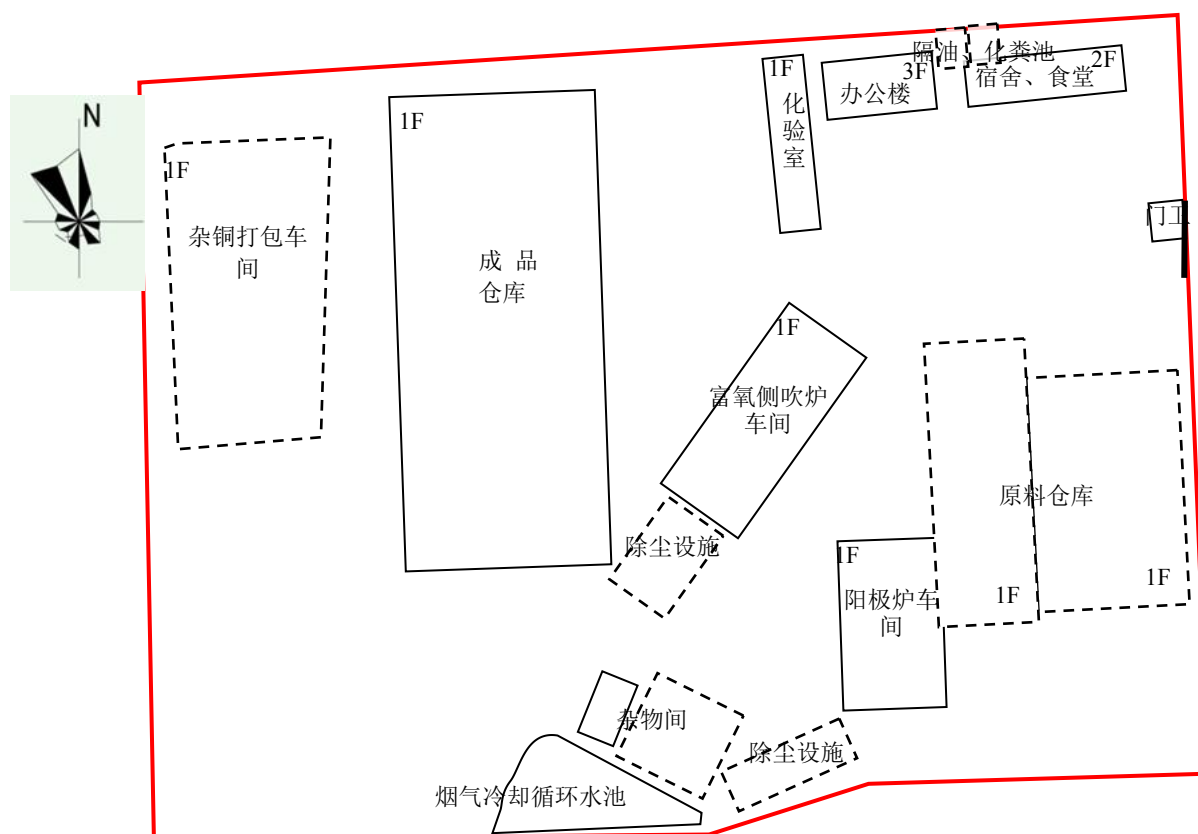 隔油、化粪池
1F
3F
2F
宿舍、食堂
办公楼
化
验
室
N
1F
1F
门卫
杂铜打包车
间
成 品
仓库
1F
富氧侧吹炉
车间
原料仓库
除尘设施
1F
1F
1F
阳极炉车
间
杂物间
除尘设施
烟气冷却循环水池